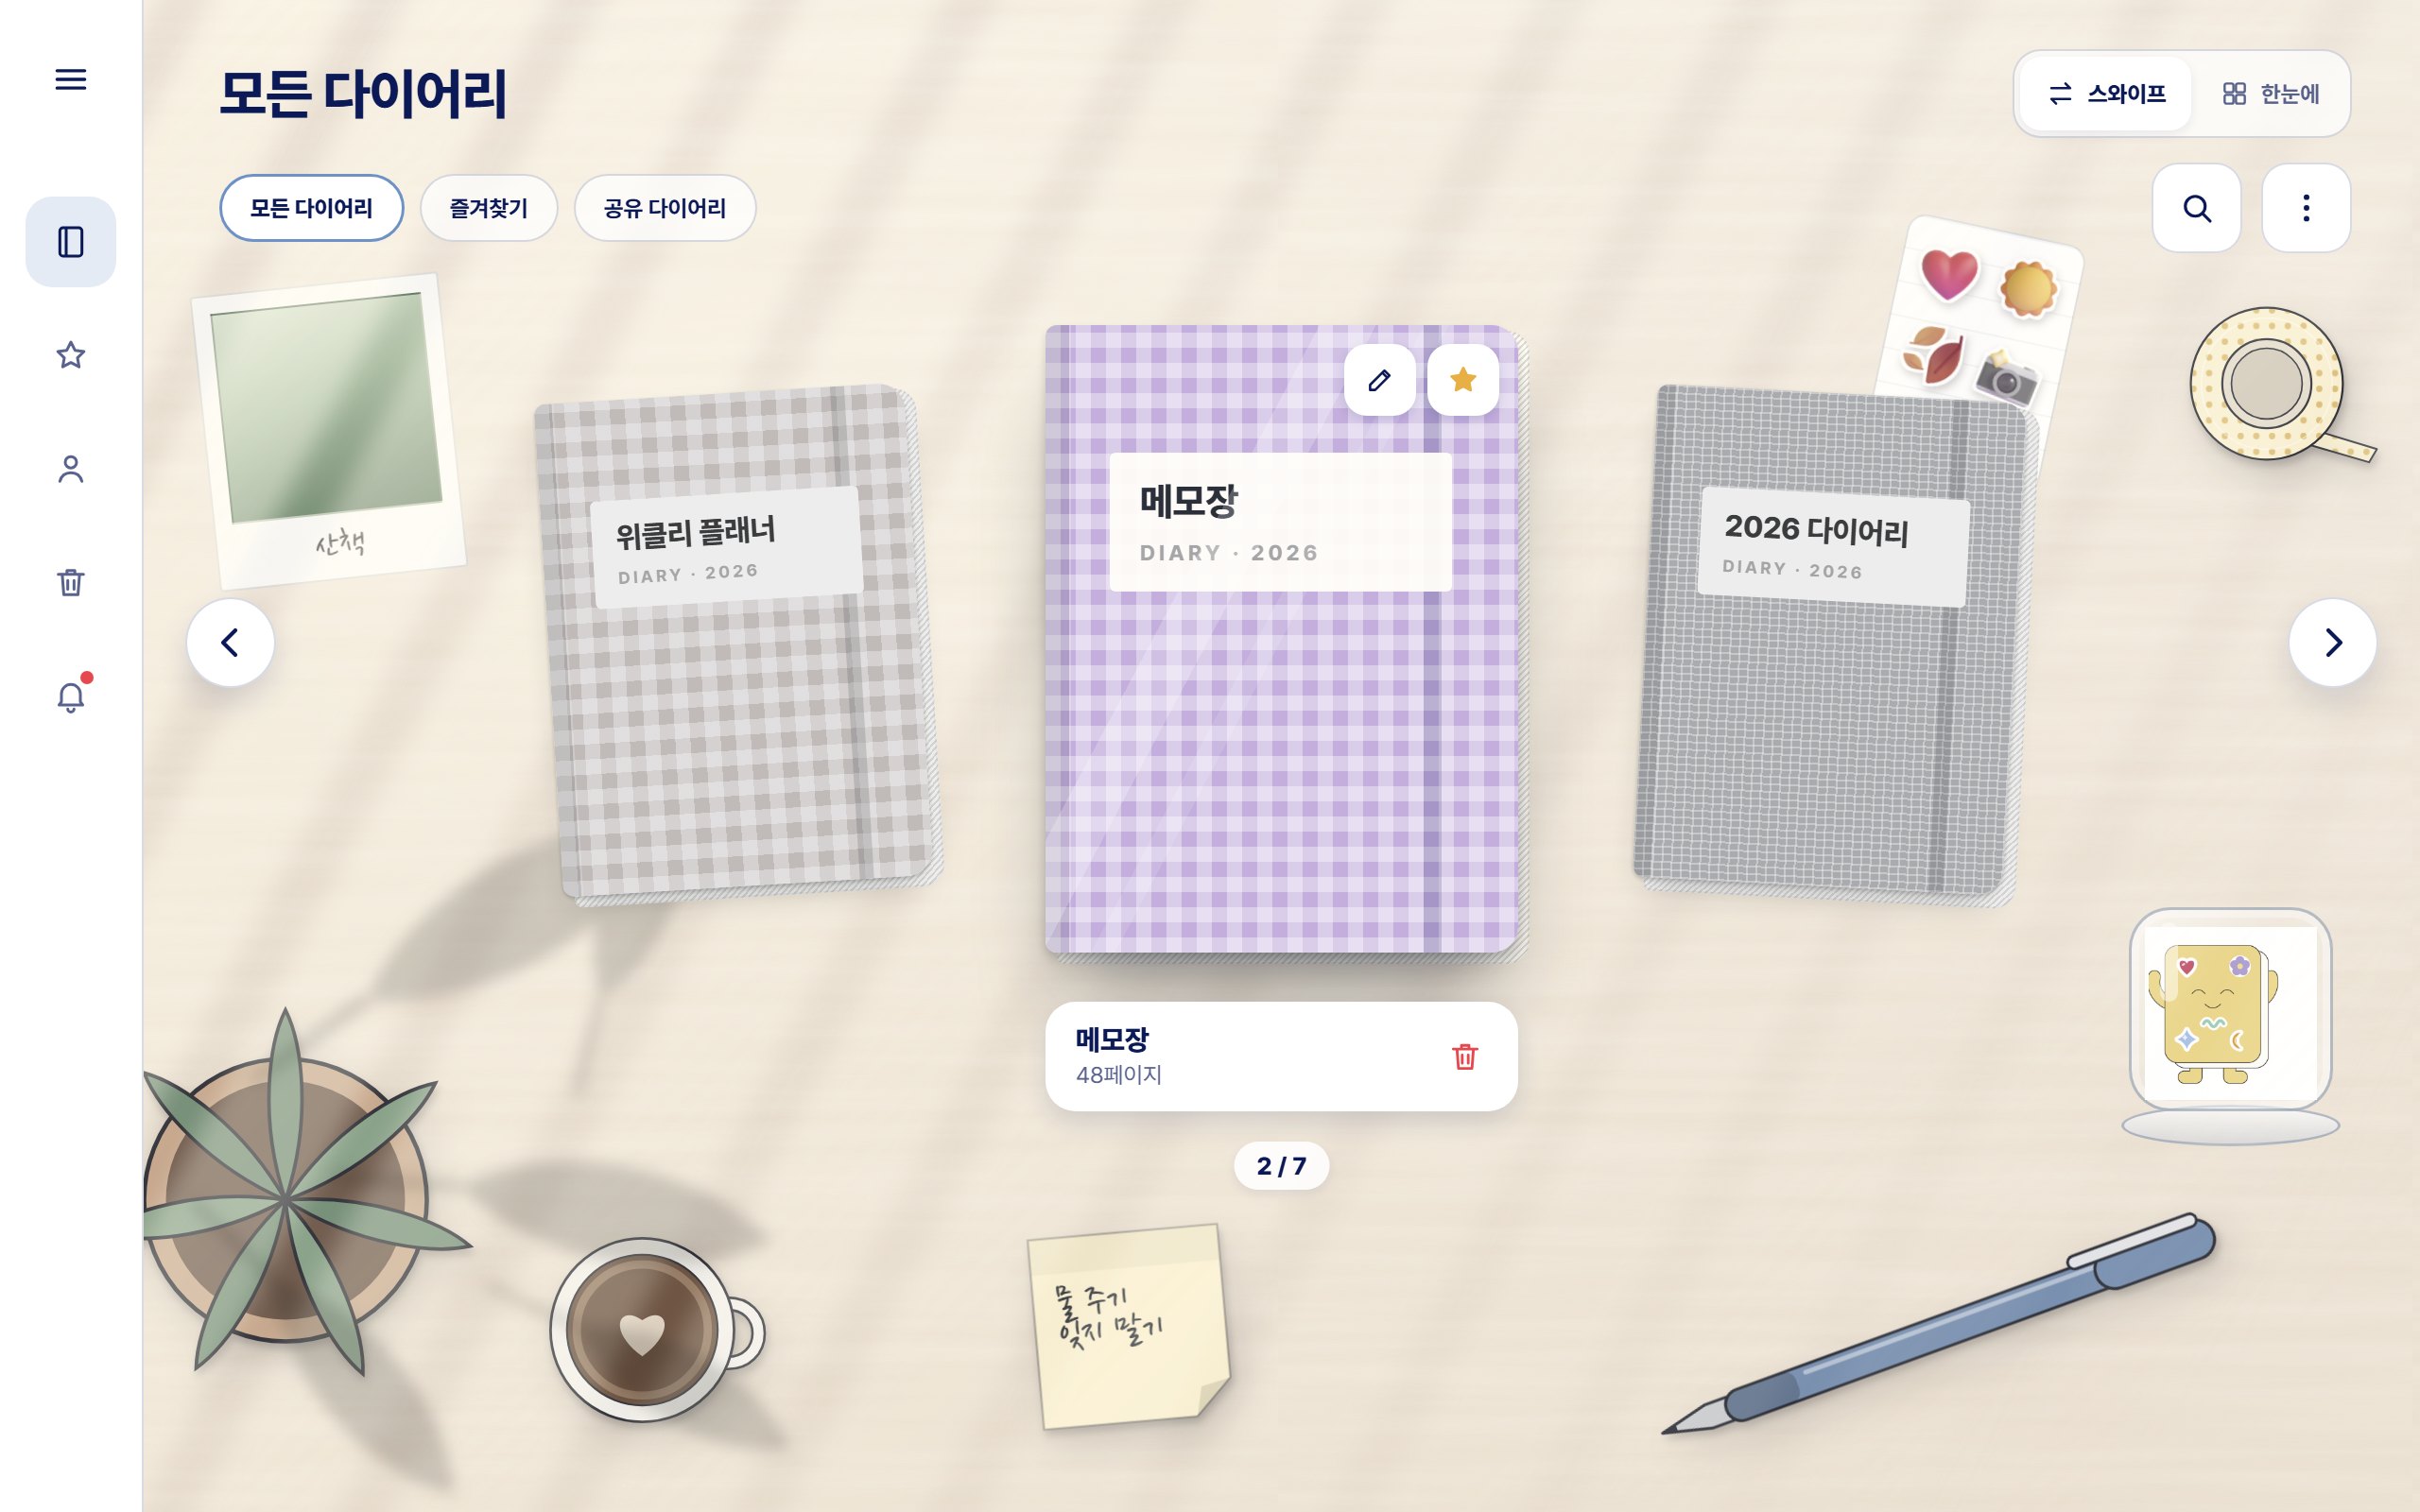 모든 다이어리
스와이프
한눈에
모든 다이어리
즐겨찾기
공유 다이어리
산책
위클리 플래너
DIARY · 2026
메모장
DIARY · 2026
2026 다이어리
DIARY · 2026
메모장
48페이지
2 / 7
물 주기
잊지 말기